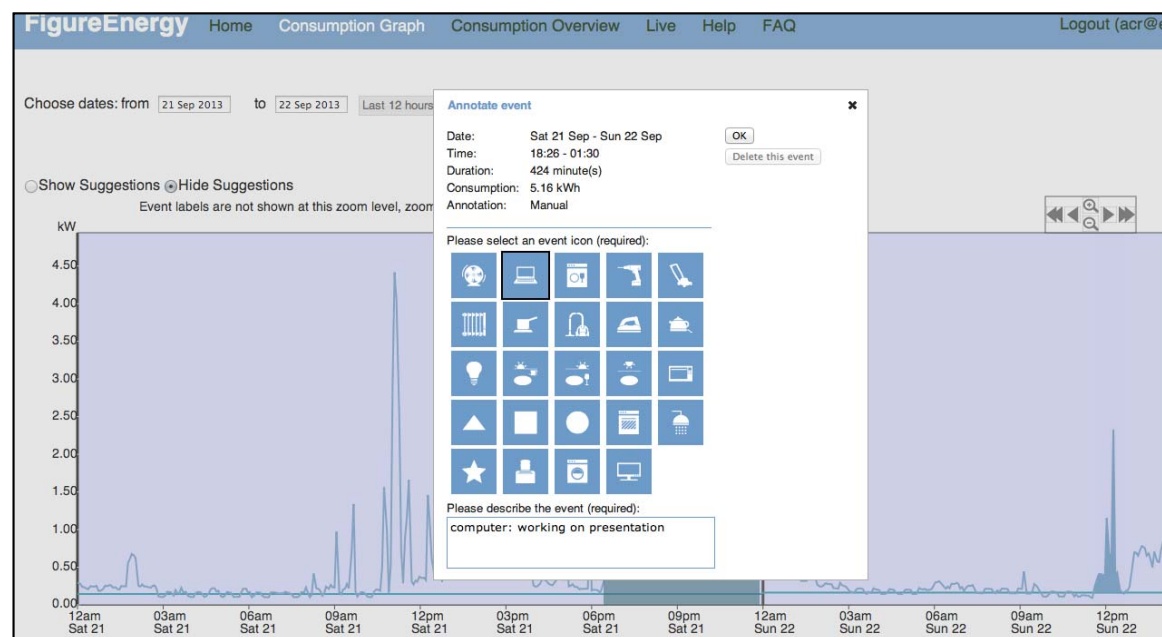 FigureEnergy Home Consumption Graph Consumption Overview Live Help FAQ Logout (acr@e
Choose dates: from 21 Sep 2013 to 22 Sep 2013 Last 12 hours
Annotate event
Date: Sat 21 Sep - Sun 22 Sep OK
Time: 18:26 - 01:30 Delete this event
Duration: 424 minute(s)
Consumption: 5.16 kWh
Annotation: Manual
Show Suggestions Hide Suggestions
Event labels are not shown at this zoom level, zoom
Please select an event icon (required):
Please describe the event (required):
computer: working on presentation
kW
4.50
4.00
3.50
3.00
2.50
2.00
1.50
1.00
0.50
0.00
12am 03am 06am 09am 12pm 03pm 06pm 09pm 12am 03am 06am 09am 12pm
Sat 21 Sat 21 Sat 21 Sat 21 Sat 21 Sat 21 Sat 21 Sat 21 Sun 22 Sun 22 Sun 22 Sun 22 Sun 22